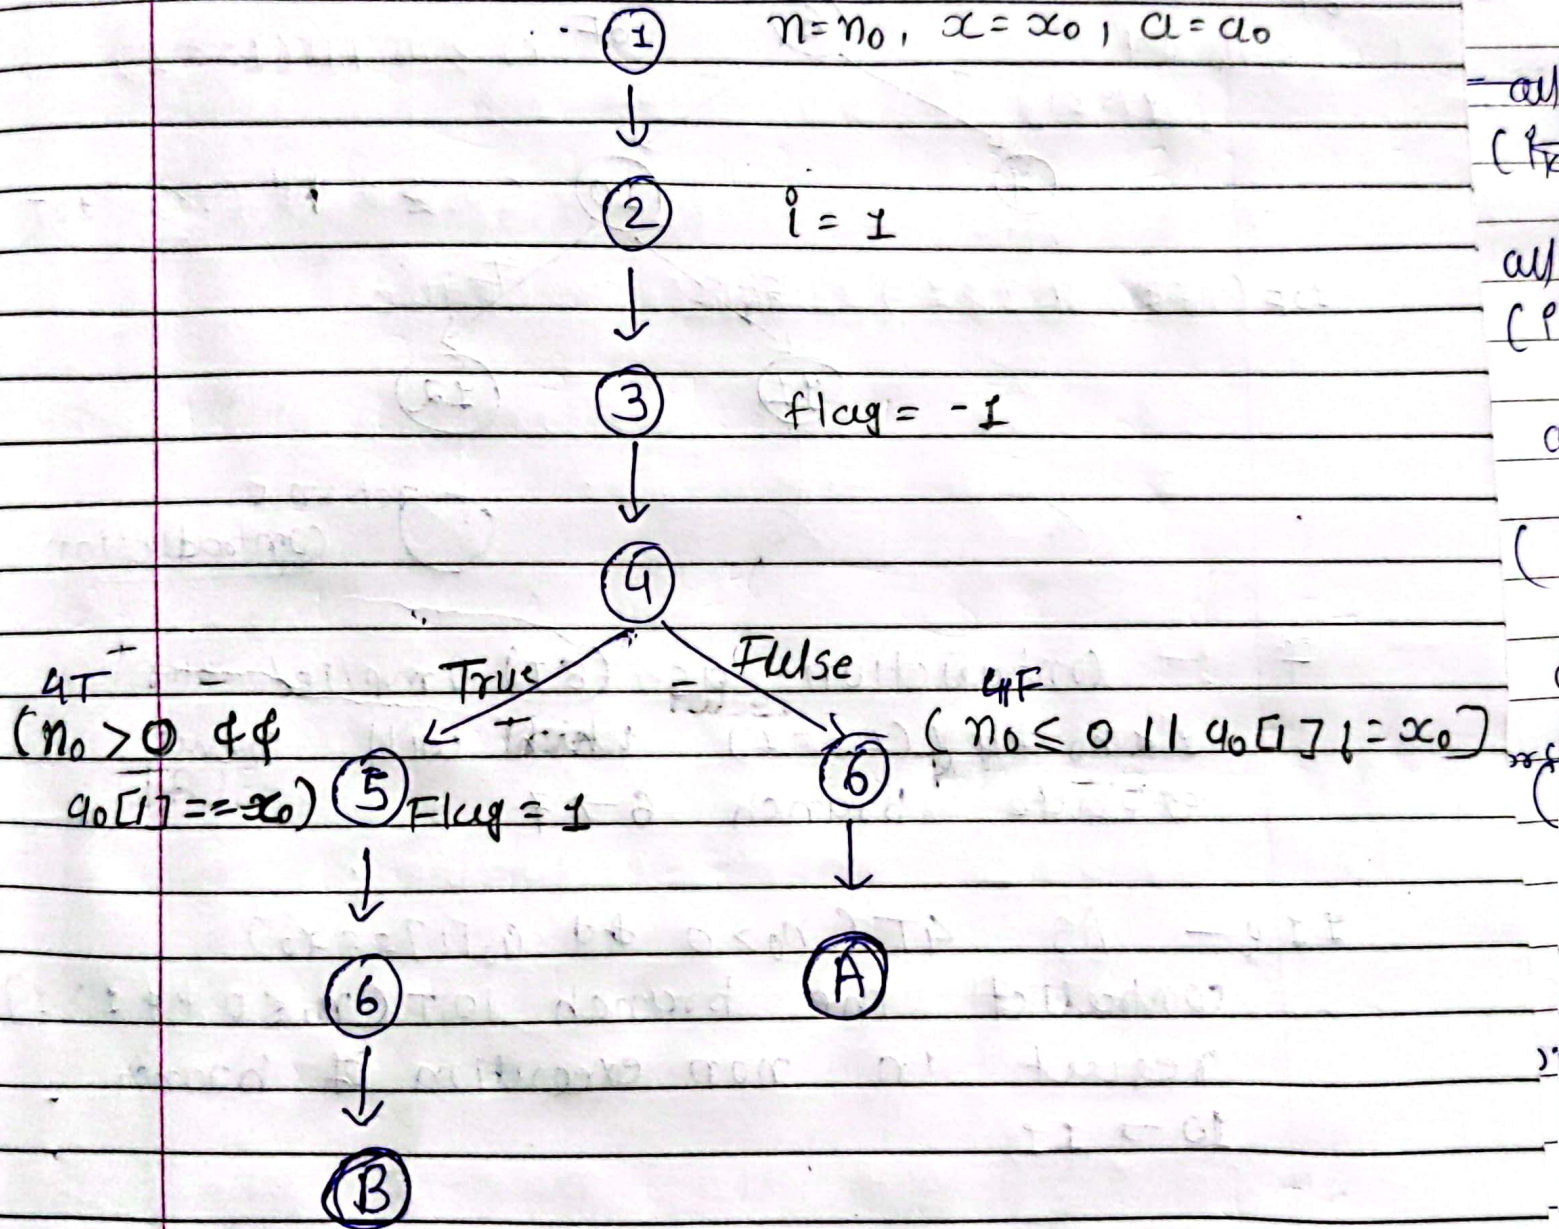 1 n=n₀, x=x₀, a=a₀
2 i = 1
3 flag = -1
4
True False
4T 4F
(n₀ > 0 && (n₀ ≤ 0 || a₀[1] != x₀)
a₀[1] == x₀) 5 Flag = 1 6
6 A
B